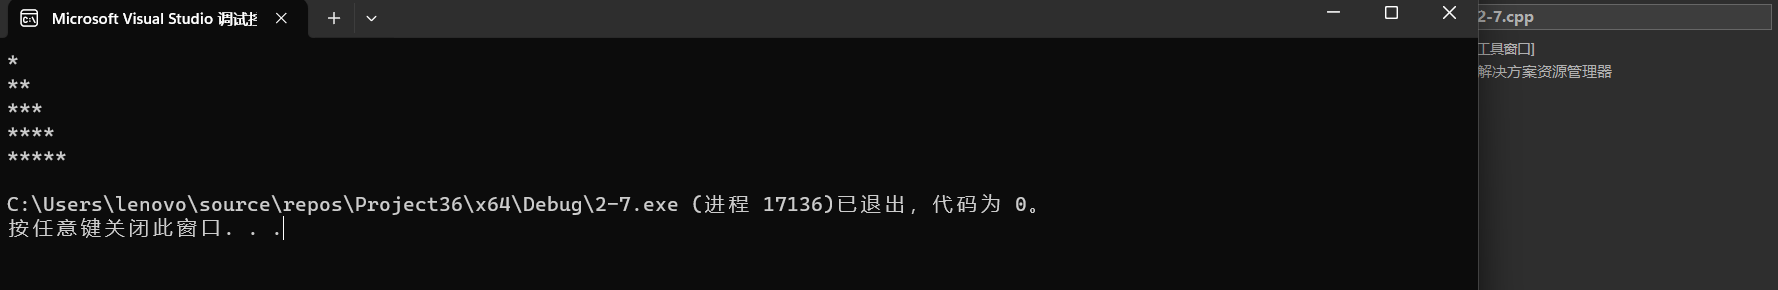 Microsoft Visual Studio 调试
2-7.cpp
*
**
***
****
*****
工具窗口]
解决方案资源管理器
C:\Users\lenovo\source\repos\Project36\x64\Debug\2-7.exe (进程 17136)已退出，代码为 0。
按任意键关闭此窗口. . .